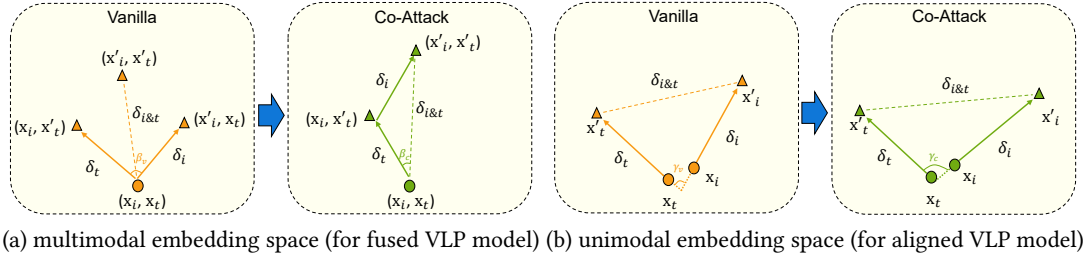 Vanilla
(x'ᵢ, x'ₜ)
(xᵢ, x'ₜ)
(x'ᵢ, xₜ)
δᵢ&ₜ
βᵥ
δₜ
δᵢ
(xᵢ, xₜ)
Co-Attack
(x'ᵢ, x'ₜ)
δᵢ
(xᵢ, x'ₜ)
δᵢ&ₜ
δₜ
β_c
(xᵢ, xₜ)
Vanilla
δᵢ&ₜ
x'ᵢ
x'ₜ
δᵢ
δₜ
γᵥ
xᵢ
xₜ
Co-Attack
δᵢ&ₜ
x'ₜ
x'ᵢ
δᵢ
δₜ
γ_c
xᵢ
xₜ
(a) multimodal embedding space (for fused VLP model) (b) unimodal embedding space (for aligned VLP model)